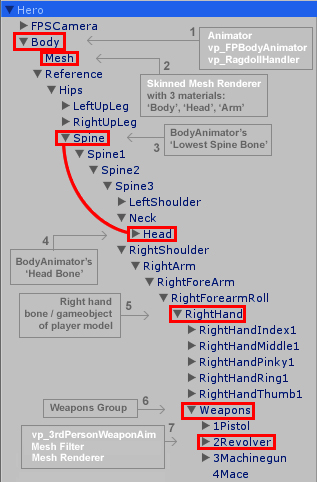 Hero
FPSCamera
Body
1
Animator
vp_FPBodyAnimator
vp_RagdollHandler
Mesh
2
Reference
Skinned Mesh Renderer
with 3 materials:
'Body', 'Head', 'Arm'
Hips
LeftUpLeg
RightUpLeg
Spine
3
BodyAnimator's
'Lowest Spine Bone'
Spine1
Spine2
Spine3
LeftShoulder
Neck
4
Head
BodyAnimator's
'Head Bone'
RightShoulder
RightArm
RightForeArm
Right hand
bone / gameobject
of player model
5
RightForearmRoll
RightHand
RightHandIndex1
RightHandMiddle1
RightHandPinky1
RightHandRing1
RightHandThumb1
Weapons Group
6
Weapons
1Pistol
vp_3rdPersonWeaponAim
Mesh Filter
Mesh Renderer
7
2Revolver
3Machinegun
4Mace